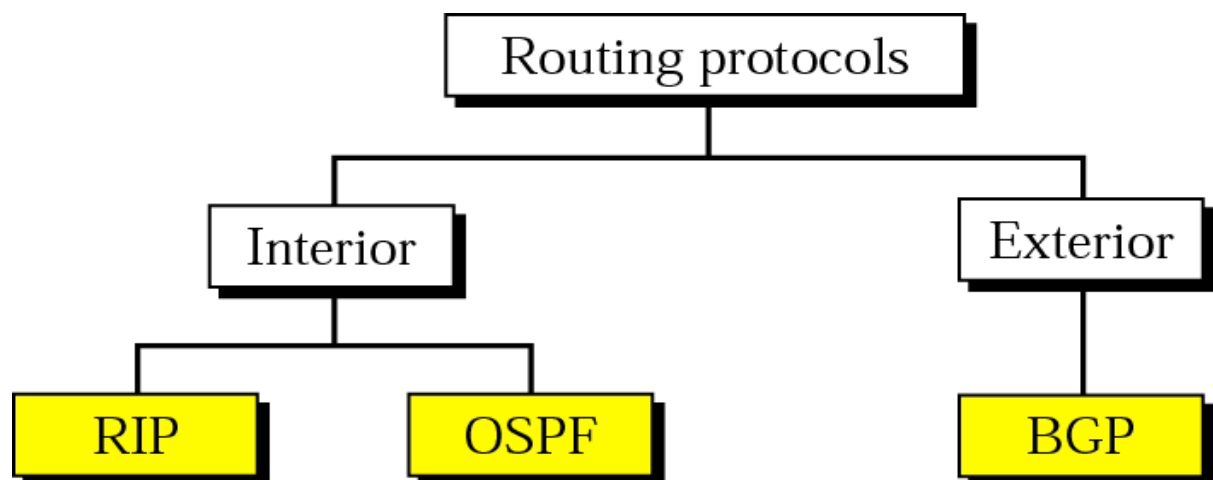 Routing protocols
Interior
Exterior
RIP
OSPF
BGP